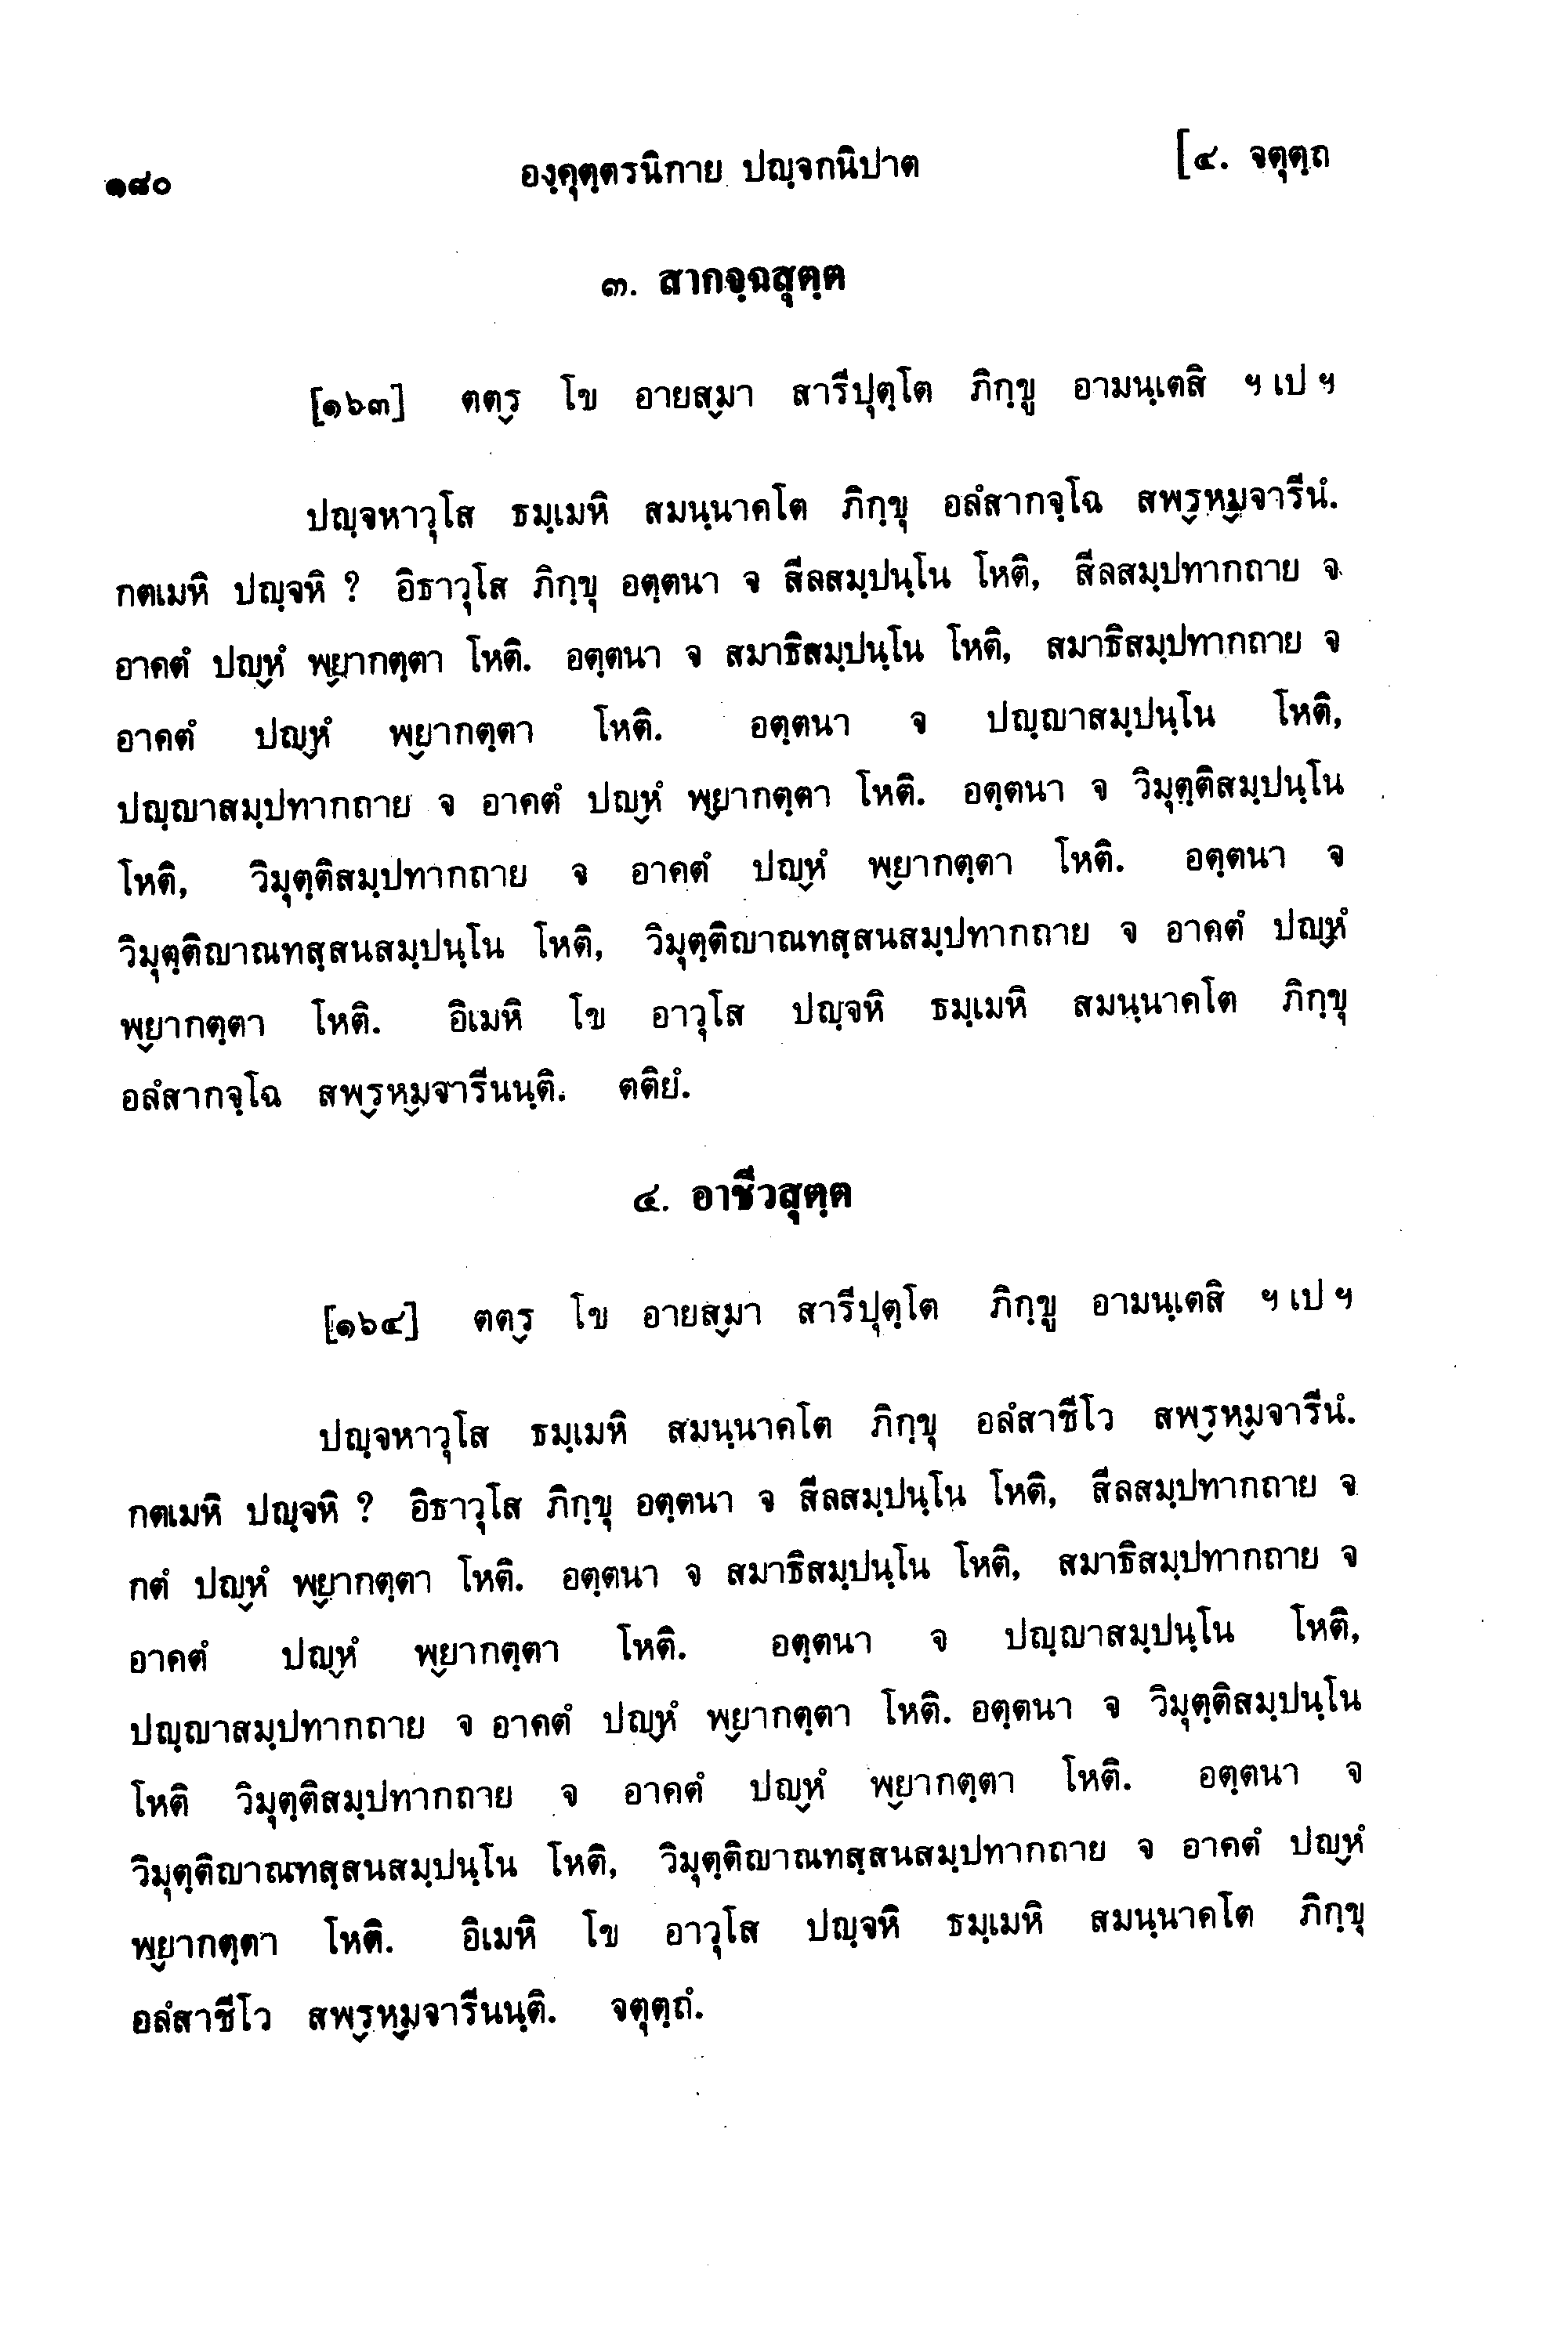 ๑๘๐ องฺคุตฺตรนิกาย ปญฺจกนิปาต [๔. จตุตฺถ
๓. สากจฺฉสุตฺต
[๑๖๓] ตตฺร๎ โข อายสฺมา สารีปุตฺโต ภิกฺขู อามนฺเตสิ ฯ เป ฯ
ปญฺจหาวุโส ธมฺเมหิ สมนฺนาคโต ภิกฺขุ อลํสากจฺโฉ สพฺร๎หฺม๎จารีนํ.
กตเมหิ ปญฺจหิ ? อิธาวุโส ภิกฺขุ อตฺตนา จ สีลสมฺปนฺโน โหติ, สีลสมฺปทากถาย จ
อาคตํ ปญฺหํ พฺยากตฺตา โหติ. อตฺตนา จ สมาธิสมฺปนฺโน โหติ, สมาธิสมฺปทากถาย จ
อาคตํ ปญฺหํ พฺยากตฺตา โหติ. อตฺตนา จ ปญฺญาสมฺปนฺโน โหติ,
ปญฺญาสมฺปทากถาย จ อาคตํ ปญฺหํ พฺยากตฺตา โหติ. อตฺตนา จ วิมุตฺติสมฺปนฺโน
โหติ, วิมุตฺติสมฺปทากถาย จ อาคตํ ปญฺหํ พฺยากตฺตา โหติ. อตฺตนา จ
วิมุตฺติญาณทสฺสนสมฺปนฺโน โหติ, วิมุตฺติญาณทสฺสนสมฺปทากถาย จ อาคตํ ปญฺหํ
พฺยากตฺตา โหติ. อิเมหิ โข อาวุโส ปญฺจหิ ธมฺเมหิ สมนฺนาคโต ภิกฺขุ
อลํสากจฺโฉ สพฺร๎หฺม๎จารีนนฺติ. ตติยํ.
๔. อาชีวสุตฺต
[๑๖๔] ตตฺร๎ โข อายสฺมา สารีปุตฺโต ภิกฺขู อามนฺเตสิ ฯ เป ฯ
ปญฺจหาวุโส ธมฺเมหิ สมนฺนาคโต ภิกฺขุ อลํสาชีโว สพฺร๎หฺม๎จารีนํ.
กตเมหิ ปญฺจหิ ? อิธาวุโส ภิกฺขุ อตฺตนา จ สีลสมฺปนฺโน โหติ, สีลสมฺปทากถาย จ
กตํ ปญฺหํ พฺยากตฺตา โหติ. อตฺตนา จ สมาธิสมฺปนฺโน โหติ, สมาธิสมฺปทากถาย จ
อาคตํ ปญฺหํ พฺยากตฺตา โหติ. อตฺตนา จ ปญฺญาสมฺปนฺโน โหติ,
ปญฺญาสมฺปทากถาย จ อาคตํ ปญฺหํ พฺยากตฺตา โหติ. อตฺตนา จ วิมุตฺติสมฺปนฺโน
โหติ วิมุตฺติสมฺปทากถาย จ อาคตํ ปญฺหํ พฺยากตฺตา โหติ. อตฺตนา จ
วิมุตฺติญาณทสฺสนสมฺปนฺโน โหติ, วิมุตฺติญาณทสฺสนสมฺปทากถาย จ อาคตํ ปญฺหํ
พฺยากตฺตา โหติ. อิเมหิ โข อาวุโส ปญฺจหิ ธมฺเมหิ สมนฺนาคโต ภิกฺขุ
อลํสาชีโว สพฺร๎หฺม๎จารีนนฺติ. จตุตฺถํ.